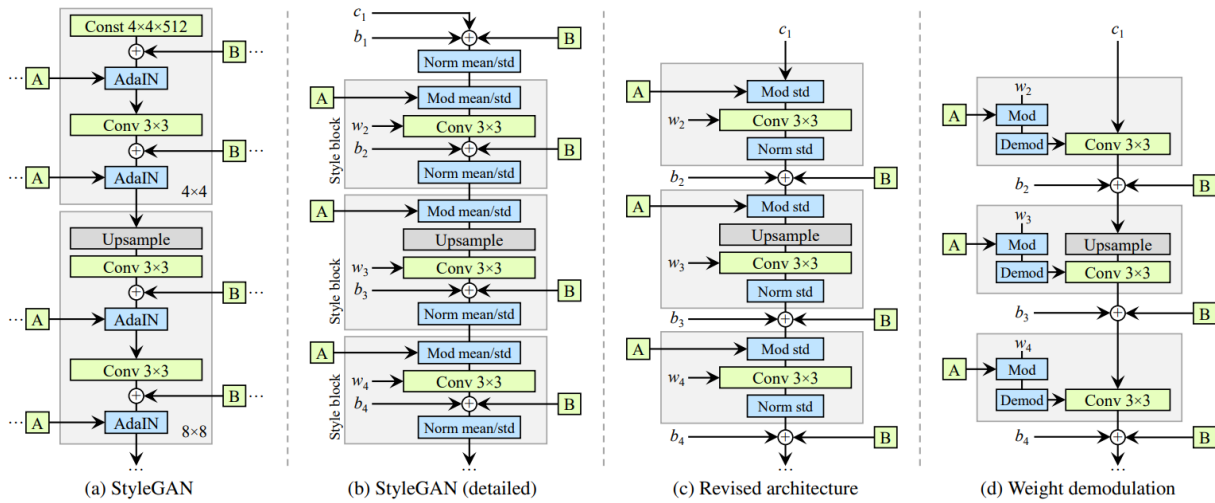 Const 4×4×512
B ...
... A
AdaIN
Conv 3×3
B ...
... A
AdaIN
4×4
Upsample
Conv 3×3
B ...
... A
AdaIN
Conv 3×3
B ...
... A
AdaIN
8×8
...
(a) StyleGAN
c₁
b₁
B
Norm mean/std
A
Mod mean/std
w₂
Conv 3×3
b₂
B
Norm mean/std
Style block
A
Mod mean/std
Upsample
w₃
Conv 3×3
b₃
B
Norm mean/std
Style block
A
Mod mean/std
w₄
Conv 3×3
b₄
B
Norm mean/std
Style block
...
(b) StyleGAN (detailed)
c₁
A
Mod std
w₂
Conv 3×3
Norm std
b₂
B
A
Mod std
Upsample
w₃
Conv 3×3
Norm std
b₃
B
A
Mod std
w₄
Conv 3×3
Norm std
b₄
B
...
(c) Revised architecture
c₁
w₂
A
Mod
Demod
Conv 3×3
b₂
B
w₃
A
Mod
Upsample
Demod
Conv 3×3
b₃
B
w₄
A
Mod
Demod
Conv 3×3
b₄
B
...
(d) Weight demodulation